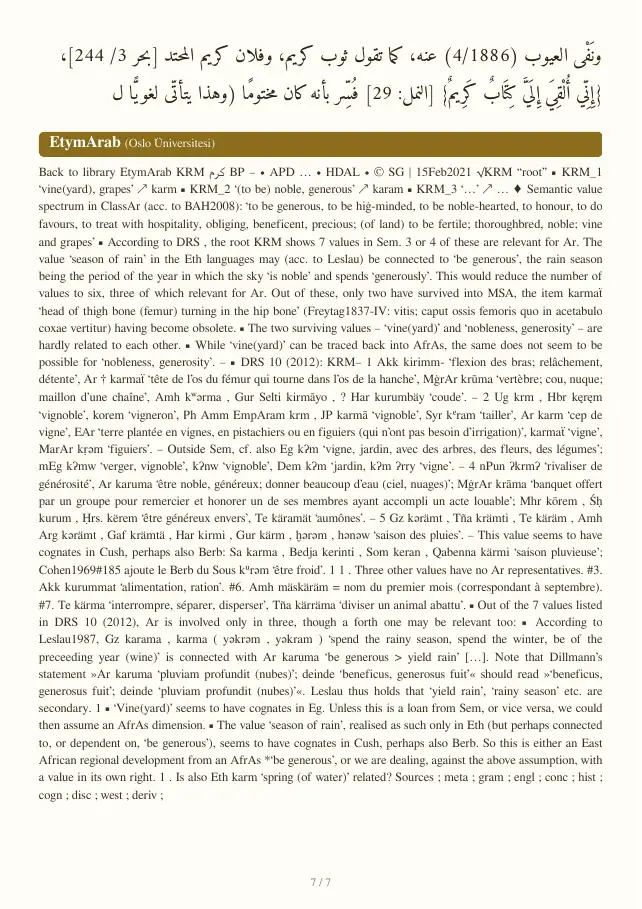 ونَفْى العيوب (4/1886) عنه، كما تقول ثوب كريم، وفلان كريم المحتد [بحر 3/ 244]،
{إِنِّي أُلْقِيَ إِلَيَّ كِتَابٌ كَرِيمٌ} [النمل: 29] فُسِّر بأنه كان مختومًا (وهذا يتأتّى لغويًّا ل
EtymArab (Oslo Üniversitesi)
Back to library EtymArab KRM كرم BP – • APD … • HDAL • © SG | 15Feb2021 √KRM “root” ▪ KRM_1
‘vine(yard), grapes’ ↗ karm ▪ KRM_2 ‘(to be) noble, generous’ ↗ karam ▪ KRM_3 ‘…’ ↗ … ♦ Semantic value
spectrum in ClassAr (acc. to BAH2008): ‘to be generous, to be hiġ-minded, to be noble-hearted, to honour, to do
favours, to treat with hospitality, obliging, beneficent, precious; (of land) to be fertile; thoroughbred, noble; vine
and grapes’ ▪ According to DRS , the root KRM shows 7 values in Sem. 3 or 4 of these are relevant for Ar. The
value ‘season of rain’ in the Eth languages may (acc. to Leslau) be connected to ‘be generous’, the rain season
being the period of the year in which the sky ‘is noble’ and spends ‘generously’. This would reduce the number of
values to six, three of which relevant for Ar. Out of these, only two have survived into MSA, the item karmaẗ
‘head of thigh bone (femur) turning in the hip bone’ (Freytag1837-IV: vitis; caput ossis femoris quo in acetabulo
coxae vertitur) having become obsolete. ▪ The two surviving values – ‘vine(yard)’ and ‘nobleness, generosity’ – are
hardly related to each other. ▪ While ‘vine(yard)’ can be traced back into AfrAs, the same does not seem to be
possible for ‘nobleness, generosity’. – ▪ DRS 10 (2012): KRM– 1 Akk kirimm- ‘flexion des bras; relâchement,
détente’, Ar † karmaẗ ‘tête de l’os du fémur qui tourne dans l’os de la hanche’, MġrAr krūma ‘vertèbre; cou, nuque;
maillon d’une chaîne’, Amh kʷərma , Gur Selti kirmāyo , ? Har kurumbäy ‘coude’. – 2 Ug krm , Hbr kęręm
‘vignoble’, korem ‘vigneron’, Ph Amm EmpAram krm , JP karmā ‘vignoble’, Syr kᵉram ‘tailler’, Ar karm ‘cep de
vigne’, EAr ‘terre plantée en vignes, en pistachiers ou en figuiers (qui n’ont pas besoin d’irrigation)’, karmaẗ ‘vigne’,
MarAr kṛəm ‘figuiers’. – Outside Sem, cf. also Eg kʔm ‘vigne, jardin, avec des arbres, des fleurs, des légumes’;
mEg kʔmw ‘verger, vignoble’, kʔnw ‘vignoble’, Dem kʔm ‘jardin, kʔm ʔrry ‘vigne’. – 4 nPun ʔkrmʔ ‘rivaliser de
générosité’, Ar karuma ‘être noble, généreux; donner beaucoup d’eau (ciel, nuages)’; MġrAr krāma ‘banquet offert
par un groupe pour remercier et honorer un de ses membres ayant accompli un acte louable’; Mhr kōrem , Śḥ
kurum , Ḥrs. kërem ‘être généreux envers’, Te käramät ‘aumônes’. – 5 Gz kərämt , Tña krämti , Te käräm , Amh
Arg kərämt , Gaf krämtä , Har kirmi , Gur kärm , ḫərəm , hənəw ‘saison des pluies’. – This value seems to have
cognates in Cush, perhaps also Berb: Sa karma , Bedja kerinti , Som keran , Qabenna kärmi ‘saison pluvieuse’;
Cohen1969#185 ajoute le Berb du Sous kᵘrəm ‘être froid’. 1 1 . Three other values have no Ar representatives. #3.
Akk kurummat ‘alimentation, ration’. #6. Amh mäskäräm = nom du premier mois (correspondant à septembre).
#7. Te kärma ‘interrompre, séparer, disperser’, Tña kärräma ‘diviser un animal abattu’. ▪ Out of the 7 values listed
in DRS 10 (2012), Ar is involved only in three, though a forth one may be relevant too: ▪ According to
Leslau1987, Gz karama , karma ( yəkrəm , yəkram ) ‘spend the rainy season, spend the winter, be of the
preceeding year (wine)’ is connected with Ar karuma ‘be generous > yield rain’ […]. Note that Dillmann’s
statement »Ar karuma ‘pluviam profundit (nubes)’; deinde ‘beneficus, generosus fuit’« should read »‘beneficus,
generosus fuit’; deinde ‘pluviam profundit (nubes)’«. Leslau thus holds that ‘yield rain’, ‘rainy season’ etc. are
secondary. 1 ▪ ‘Vine(yard)’ seems to have cognates in Eg. Unless this is a loan from Sem, or vice versa, we could
then assume an AfrAs dimension. ▪ The value ‘season of rain’, realised as such only in Eth (but perhaps connected
to, or dependent on, ‘be generous’), seems to have cognates in Cush, perhaps also Berb. So this is either an East
African regional development from an AfrAs *‘be generous’, or we are dealing, against the above assumption, with
a value in its own right. 1 . Is also Eth karm ‘spring (of water)’ related? Sources ; meta ; gram ; engl ; conc ; hist ;
cogn ; disc ; west ; deriv ;
7 / 7